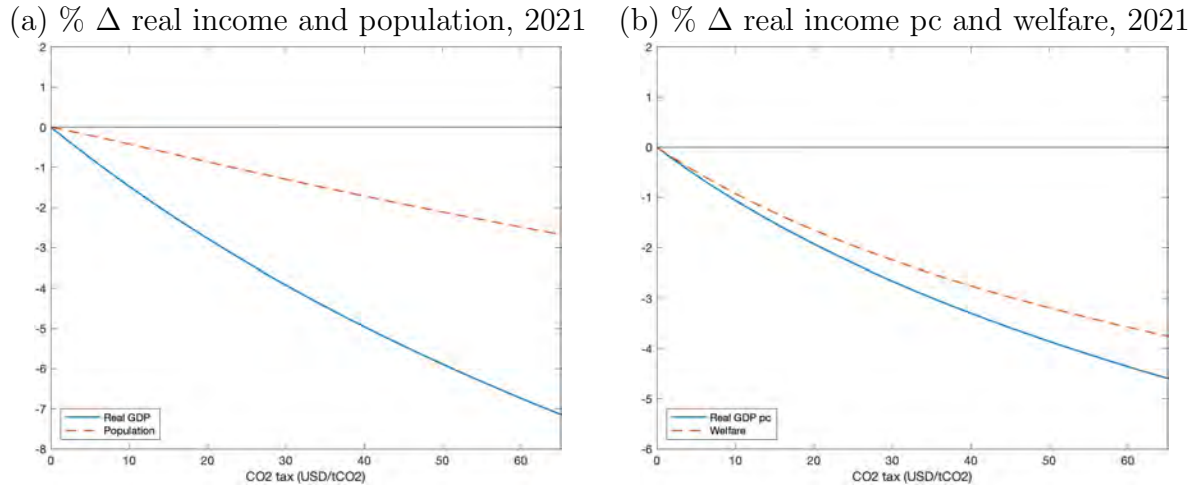 (a) % Δ real income and population, 2021
2
1
0
-1
-2
-3
-4
-5
-6
-7
-8
Real GDP
Population
0 10 20 30 40 50 60
CO2 tax (USD/tCO2)
(b) % Δ real income pc and welfare, 2021
2
1
0
-1
-2
-3
-4
-5
-6
Real GDP pc
Welfare
0 10 20 30 40 50 60
CO2 tax (USD/tCO2)